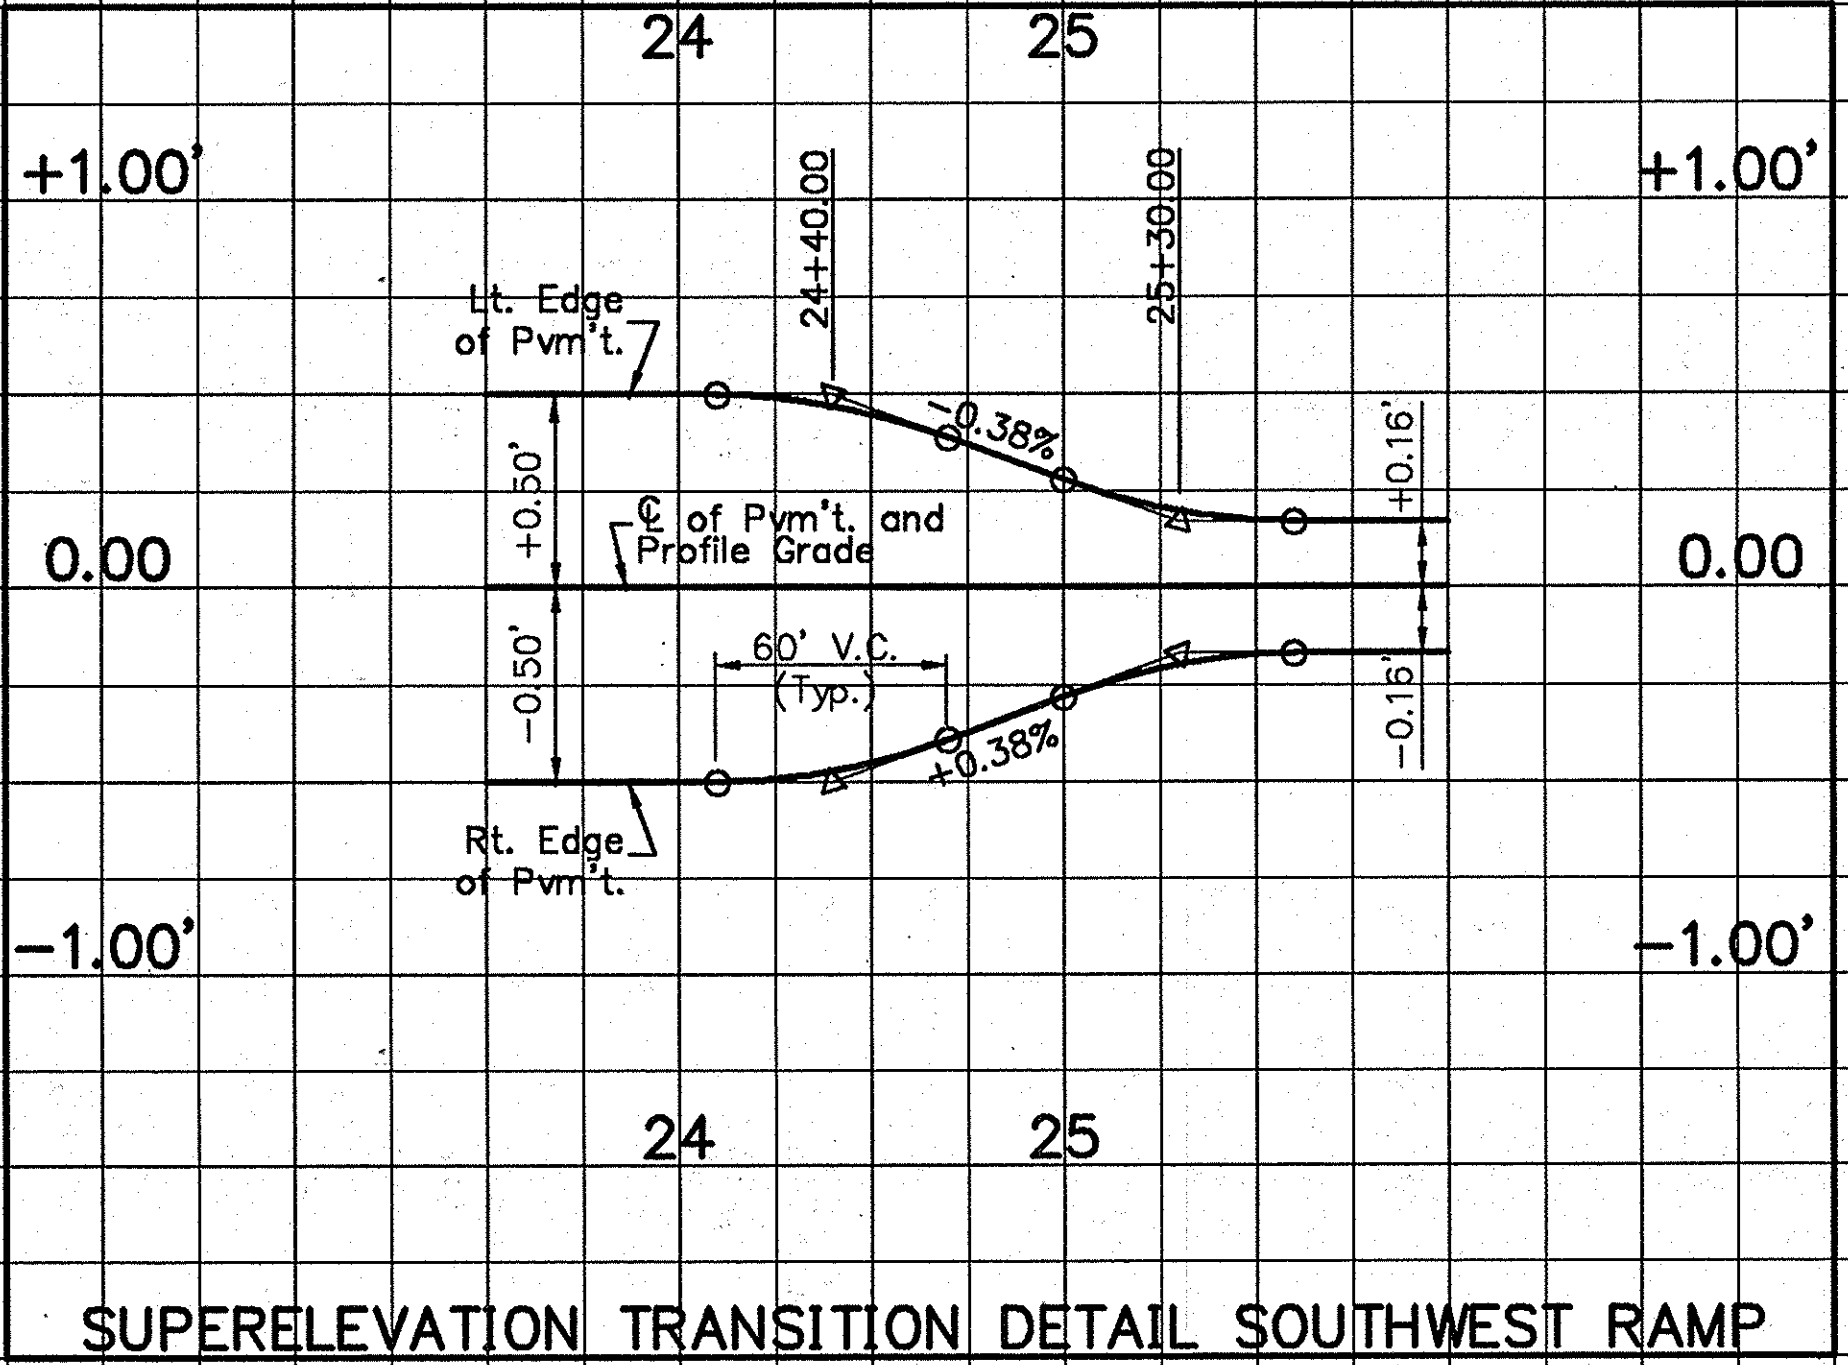 24 25
+1.00' +1.00'
24+40.00
25+30.00
Lt. Edge
of Pvm't.
-0.38%
+0.16'
+0.50'
℄ of Pvm't. and
Profile Grade
0.00 0.00
60' V.C.
(Typ.)
-0.50'
-0.16'
+0.38%
Rt. Edge
of Pvm't.
-1.00' -1.00'
24 25
SUPERELEVATION TRANSITION DETAIL SOUTHWEST RAMP